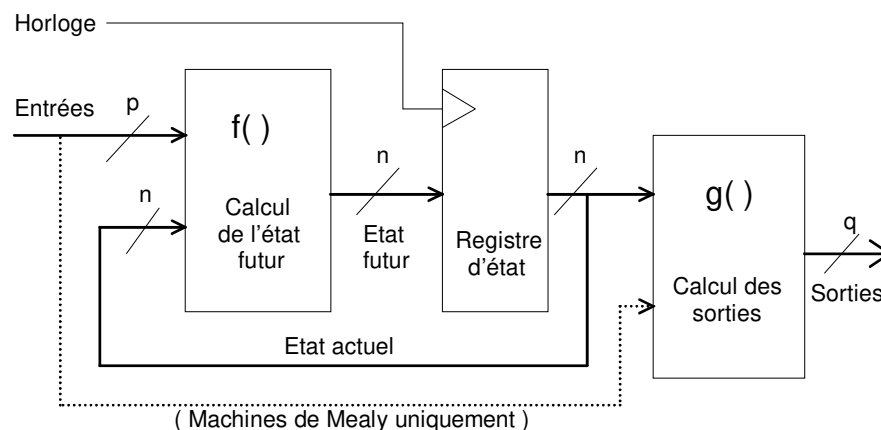 Horloge
Entrées
p
n
f( )
Calcul
de l'état
futur
n
Etat
futur
Registre
d'état
n
g( )
Calcul des
sorties
q
Sorties
Etat actuel
( Machines de Mealy uniquement )